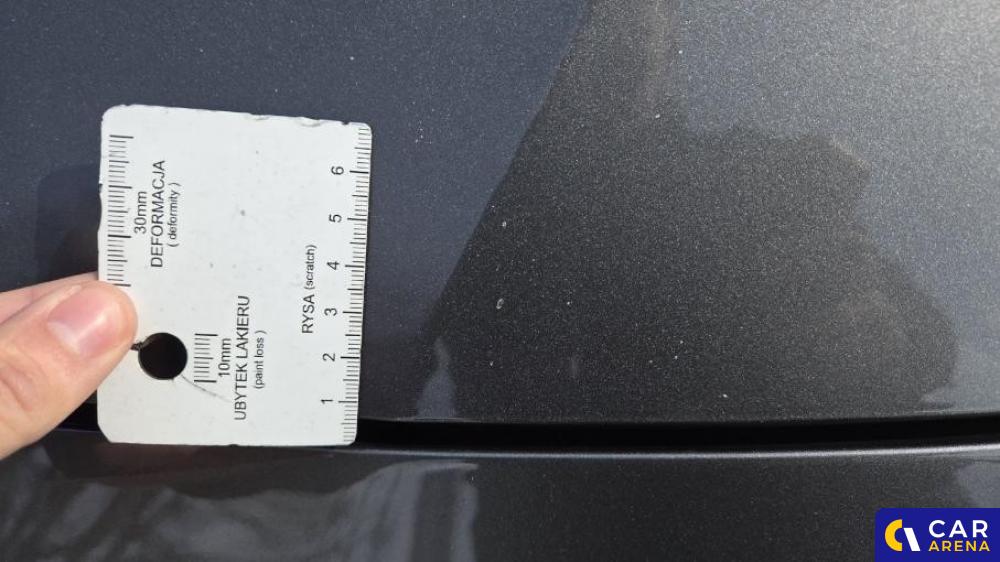 30mm
DEFORMACJA
( deformity )
10mm
UBYTEK LAKIERU
(paint loss )
RYSA (scratch)
1 2 3 4 5 6
CAR
ARENA